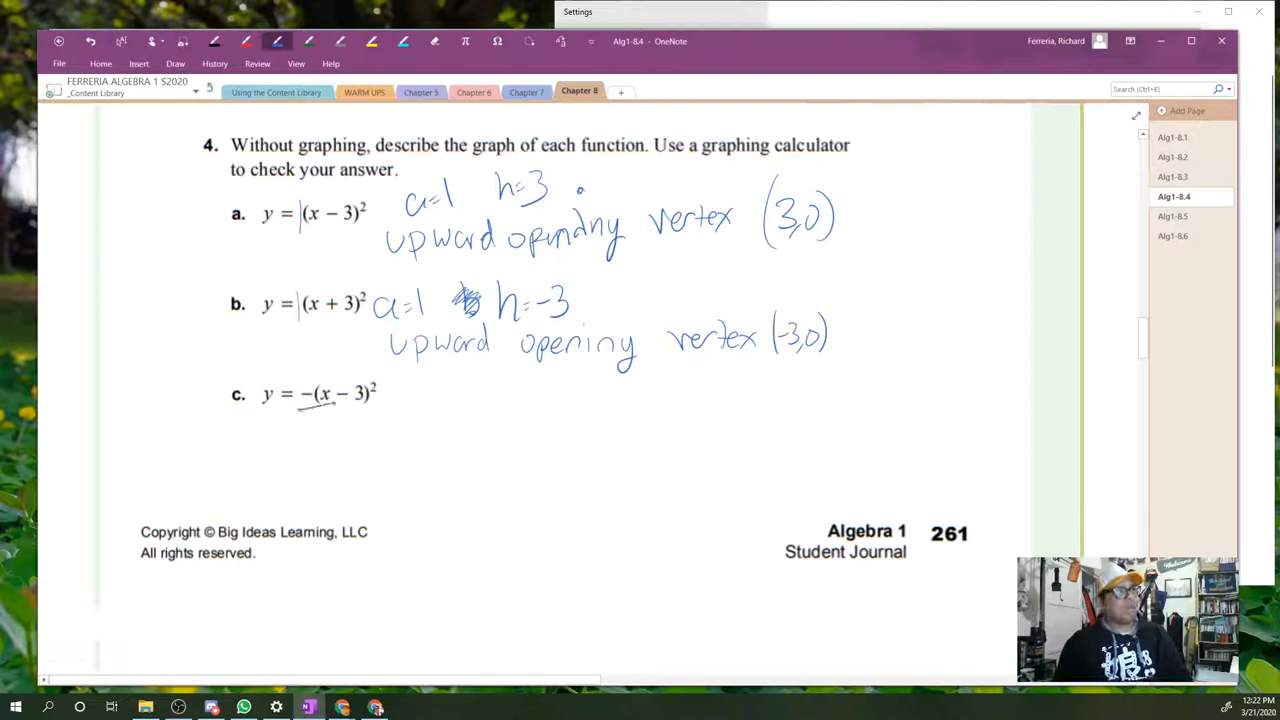 Settings
Alg1-8.4 - OneNote
Ferreria, Richard
File Home Insert Draw History Review View Help
FERRERIA ALGEBRA 1 S2020
_Content Library
Using the Content Library WARM UPS Chapter 5 Chapter 6 Chapter 7 Chapter 8 +
Search (Ctrl+E)
Add Page
Alg1-8.1
Alg1-8.2
Alg1-8.3
Alg1-8.4
Alg1-8.5
Alg1-8.6
4. Without graphing, describe the graph of each function. Use a graphing calculator
to check your answer.
a=1 h=3
a. y = 1(x − 3)²
upward opening vertex (3,0)
b. y = 1(x + 3)² a=1 h=-3
upward opening vertex (-3,0)
c. y = −(x − 3)²
Copyright © Big Ideas Learning, LLC
All rights reserved.
Algebra 1 261
Student Journal
12:22 PM
3/21/2020